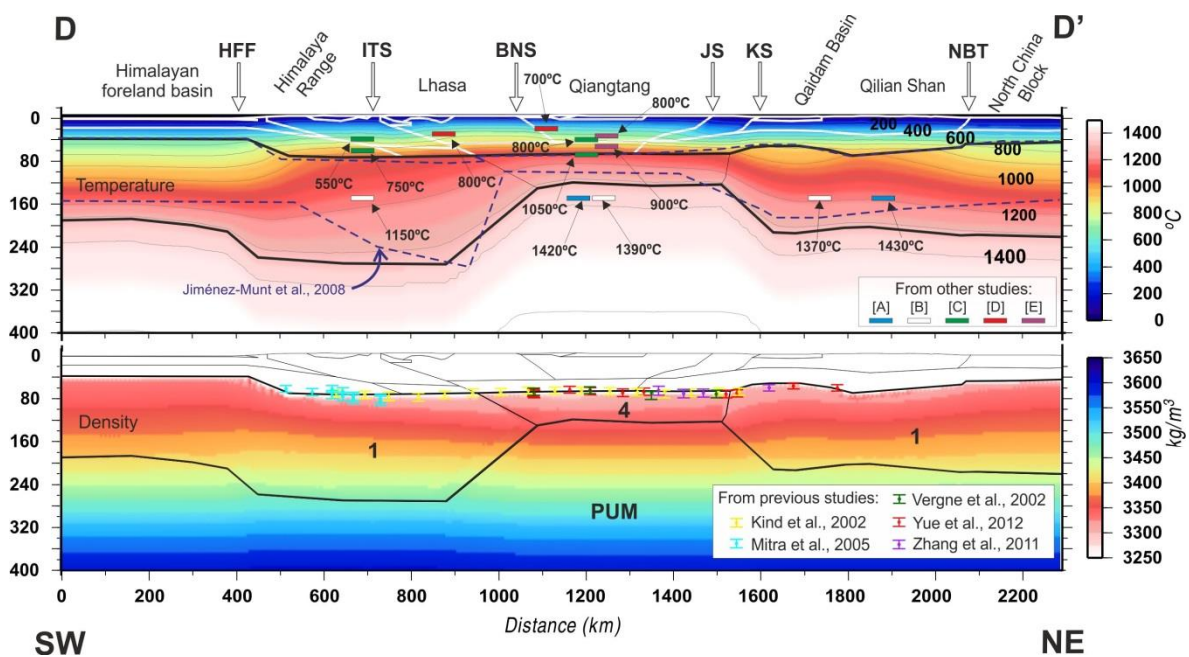 D
D'
HFF
Himalaya
Range
ITS
BNS
JS
KS
Qaidam Basin
NBT
North China
Block
Himalayan
foreland basin
Lhasa
700ºC
Qiangtang
800ºC
Qilian Shan
0
80
160
240
320
400
200
400
600
800
1000
1200
1400
Temperature
550ºC
750ºC
800ºC
800ºC
1050ºC
900ºC
1150ºC
1420ºC
1390ºC
1370ºC
1430ºC
Jiménez-Munt et al., 2008
From other studies:
[A] [B] [C] [D] [E]
1400
1200
1000
800
600
400
200
0
ºC
0
80
160
240
320
400
Density
1
4
1
PUM
From previous studies:
Kind et al., 2002
Mitra et al., 2005
Vergne et al., 2002
Yue et al., 2012
Zhang et al., 2011
3650
3600
3550
3500
3450
3400
3350
3300
3250
kg/m³
0 200 400 600 800 1000 1200 1400 1600 1800 2000 2200
Distance (km)
SW
NE